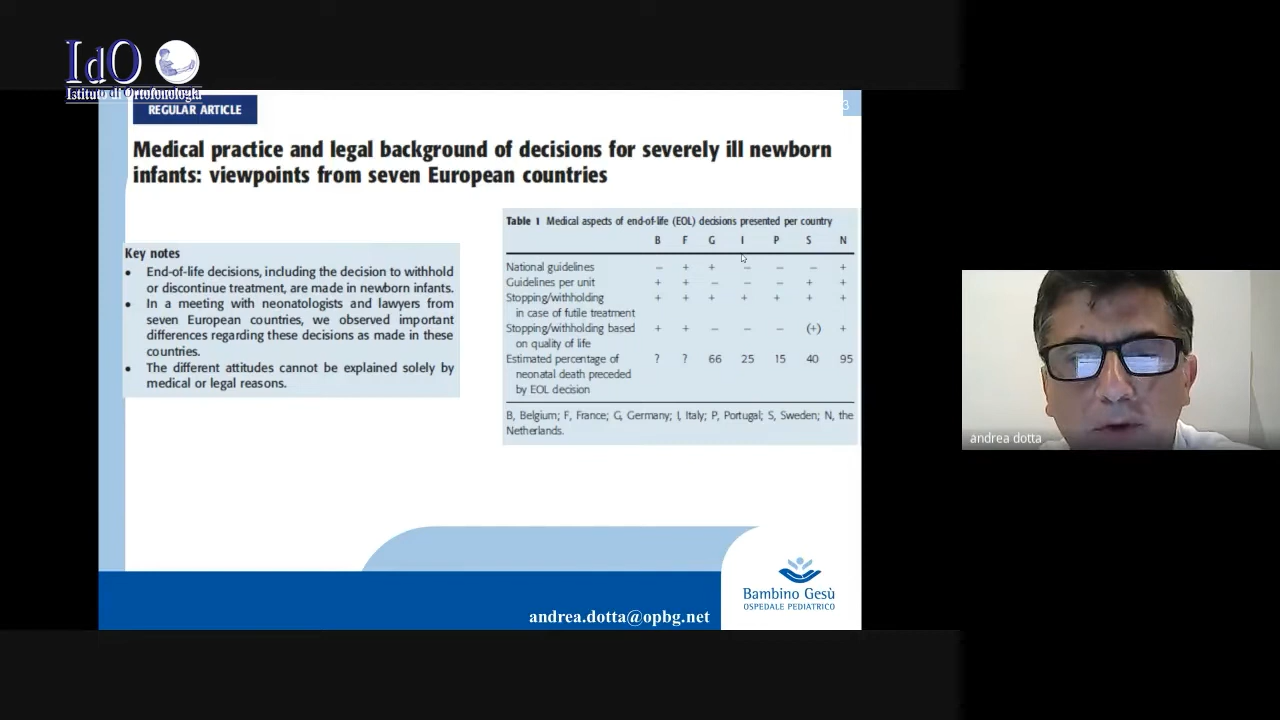 IdO
Istituto di Ortofonologia
REGULAR ARTICLE
3
Medical practice and legal background of decisions for severely ill newborn
infants: viewpoints from seven European countries
Key notes
• End-of-life decisions, including the decision to withhold
or discontinue treatment, are made in newborn infants.
• In a meeting with neonatologists and lawyers from
seven European countries, we observed important
differences regarding these decisions as made in these
countries.
• The different attitudes cannot be explained solely by
medical or legal reasons.
Table 1 Medical aspects of end-of-life (EOL) decisions presented per country
B F G I P S N
National guidelines – + + – – – +
Guidelines per unit + + – – – + +
Stopping/withholding + + + + + + +
in case of futile treatment
Stopping/withholding based + + – – – (+) +
on quality of life
Estimated percentage of ? ? 66 25 15 40 95
neonatal death preceded
by EOL decision
B, Belgium; F, France; G, Germany; I, Italy; P, Portugal; S, Sweden; N, the
Netherlands.
andrea dotta
Bambino Gesù
OSPEDALE PEDIATRICO
andrea.dotta@opbg.net